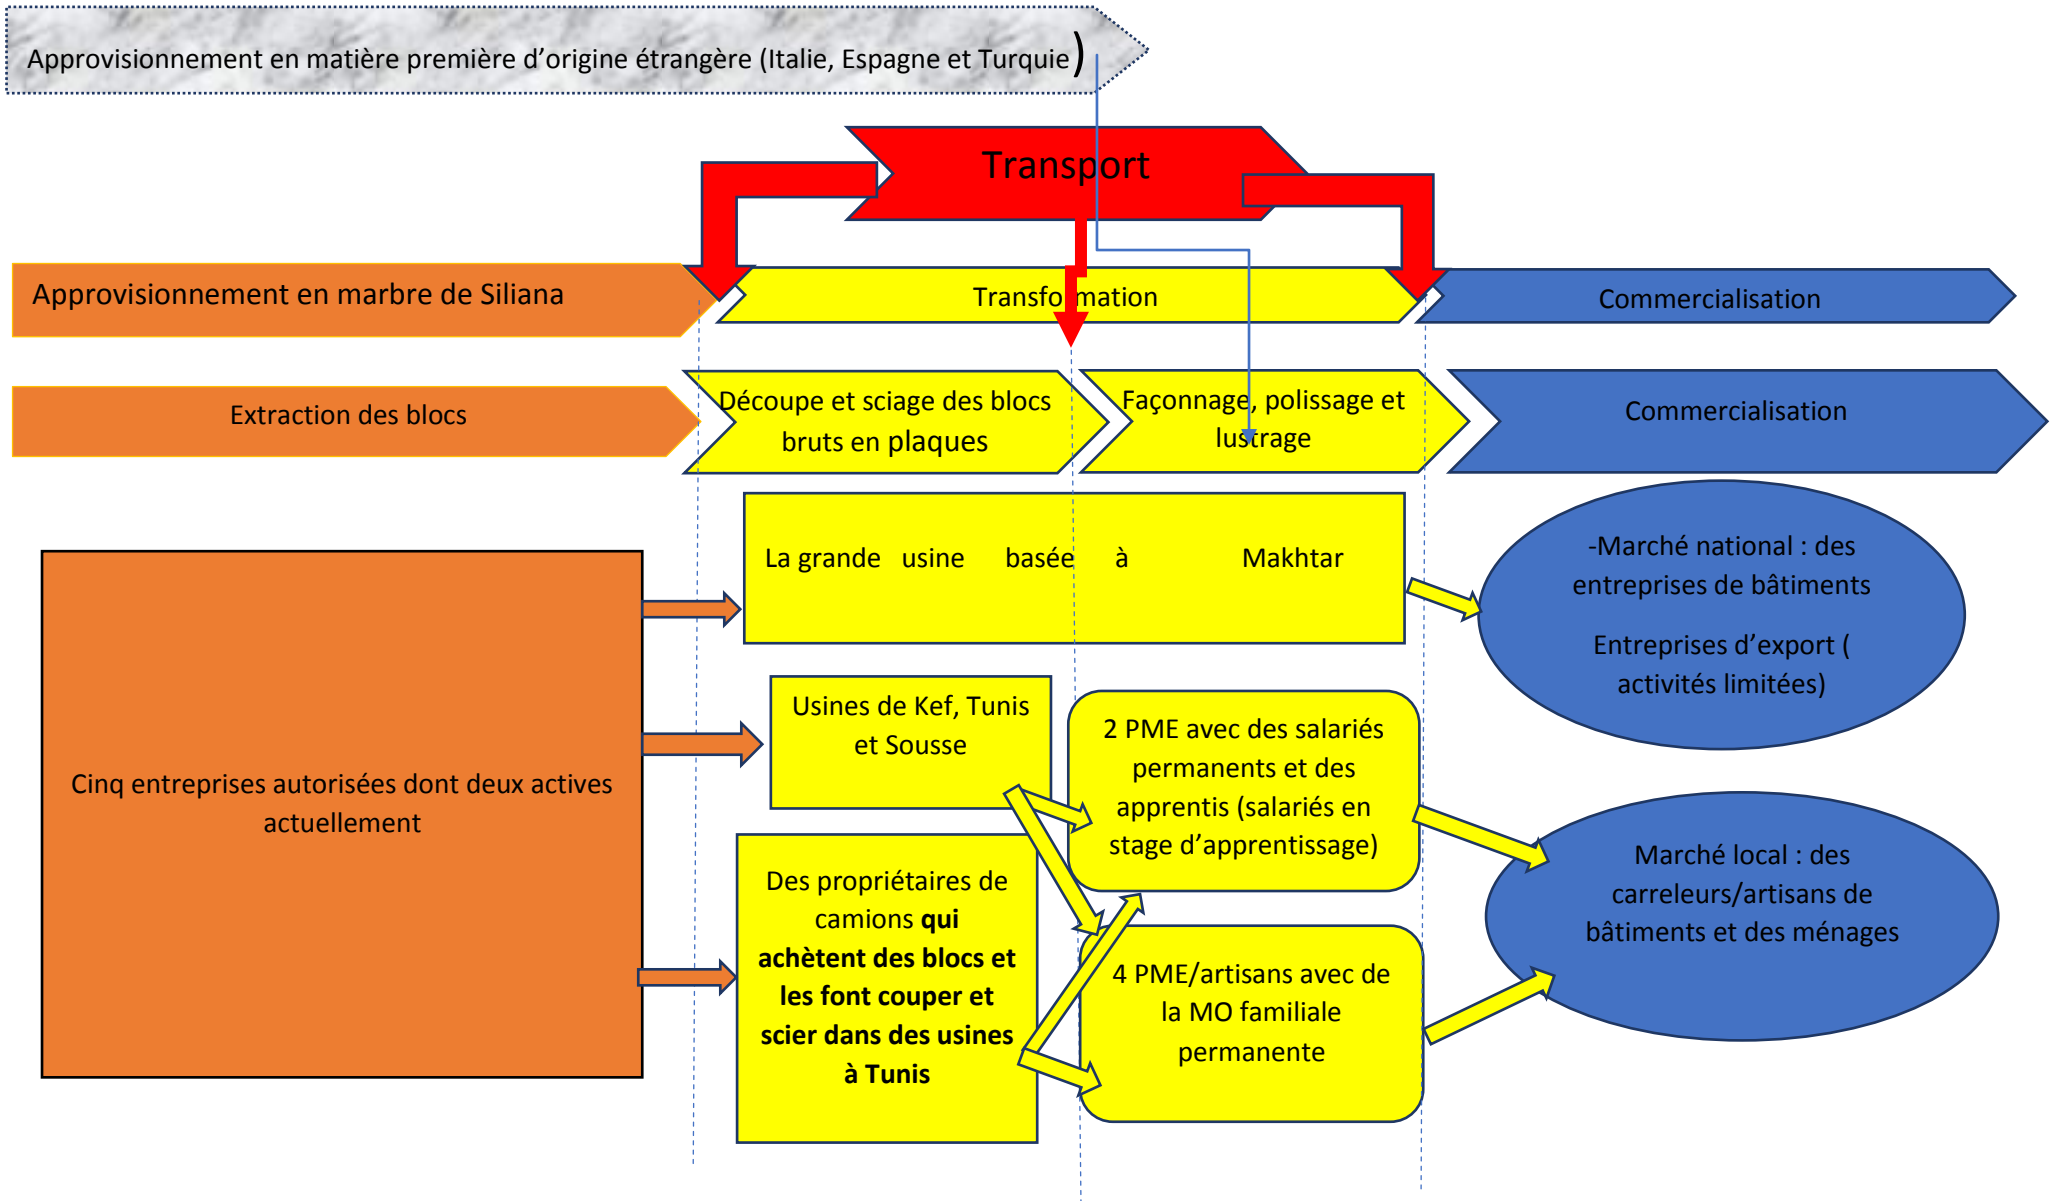 Approvisionnement en matière première d’origine étrangère (Italie, Espagne et Turquie)
Transport
Approvisionnement en marbre de Siliana
Transformation
Commercialisation
Extraction des blocs
Découpe et sciage des blocs
bruts en plaques
Façonnage, polissage et
lustrage
Commercialisation
La grande usine basée à Makhtar
-Marché national : des
entreprises de bâtiments
Entreprises d’export (
activités limitées)
Cinq entreprises autorisées dont deux actives
actuellement
Usines de Kef, Tunis
et Sousse
2 PME avec des salariés
permanents et des
apprentis (salariés en
stage d’apprentissage)
Des propriétaires de
camions qui
achètent des blocs et
les font couper et
scier dans des usines
à Tunis
4 PME/artisans avec de
la MO familiale
permanente
Marché local : des
carreleurs/artisans de
bâtiments et des ménages